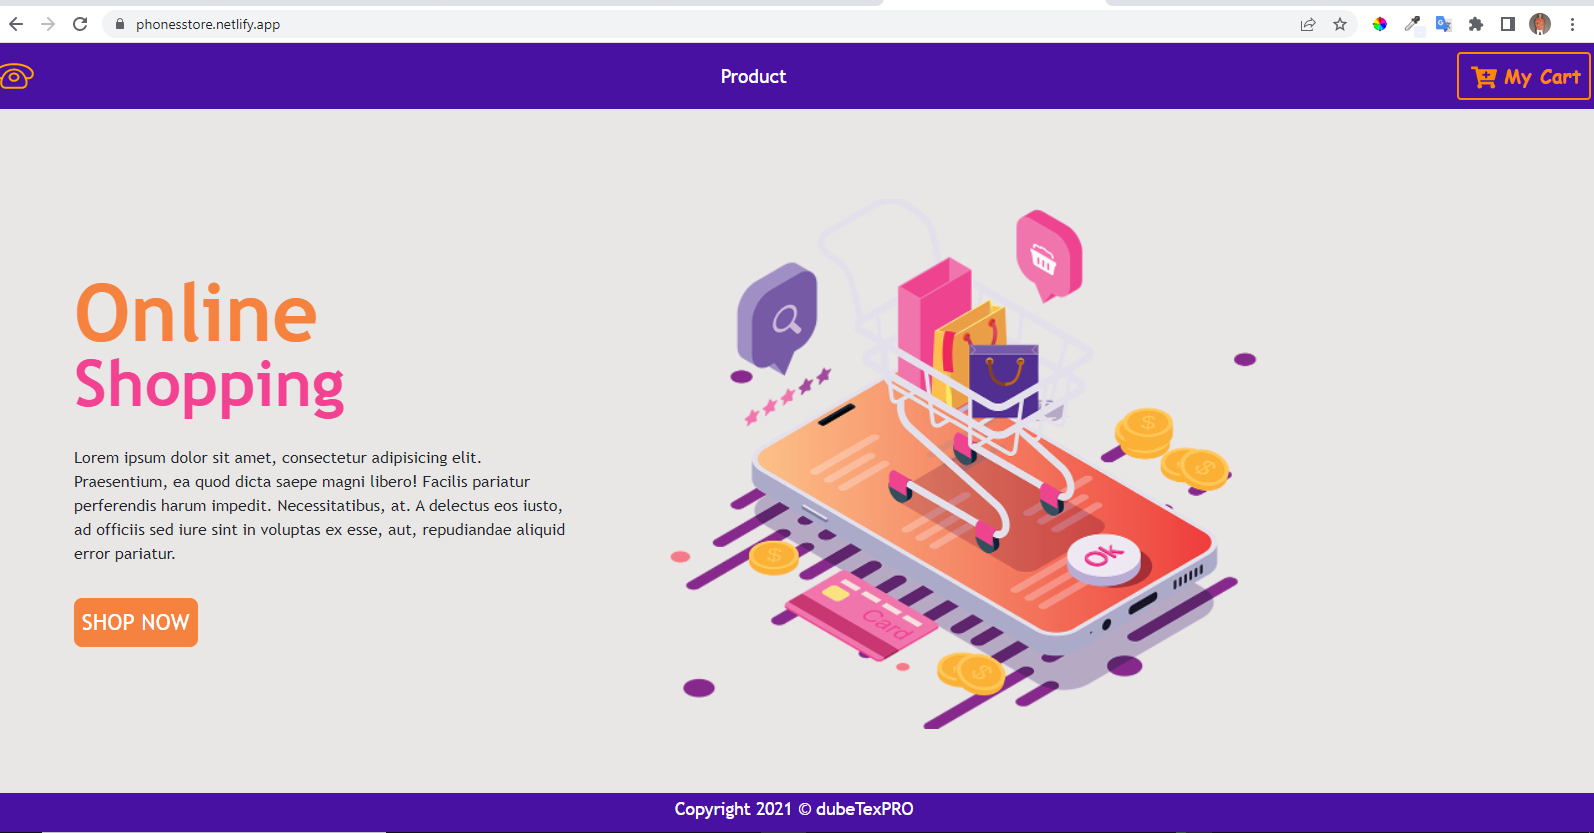 phonesstore.netlify.app
Product
My Cart
Online
Shopping
Lorem ipsum dolor sit amet, consectetur adipisicing elit.
Praesentium, ea quod dicta saepe magni libero! Facilis pariatur
perferendis harum impedit. Necessitatibus, at. A delectus eos iusto,
ad officiis sed iure sint in voluptas ex esse, aut, repudiandae aliquid
error pariatur.
SHOP NOW
Ok
Card
Copyright 2021 © dubeTexPRO